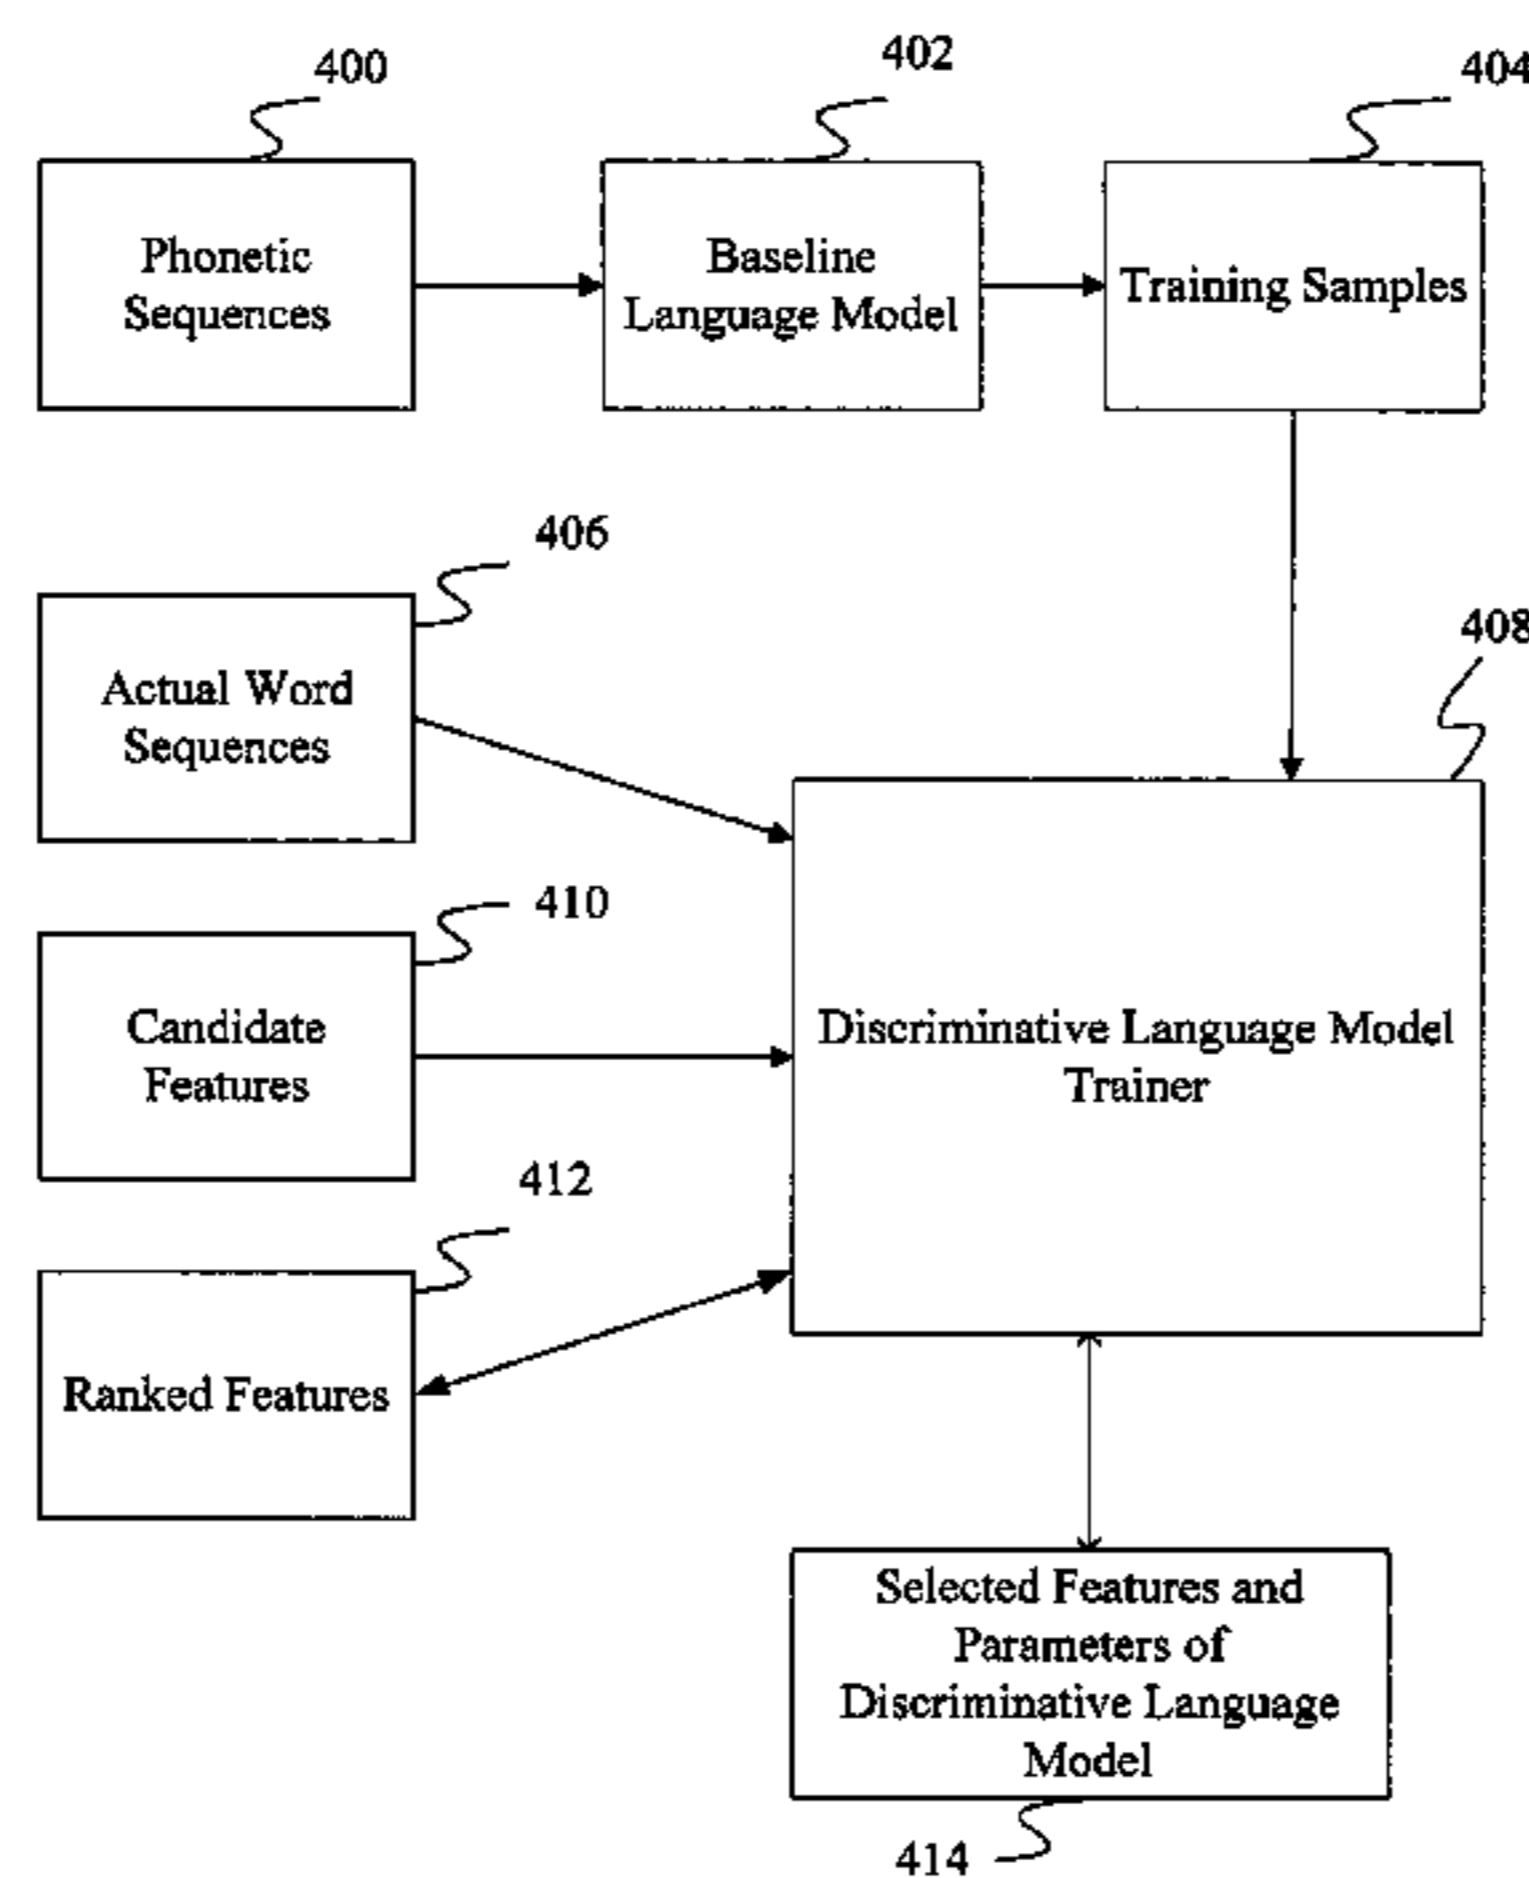 400
402
404
Phonetic
Sequences
Baseline
Language Model
Training Samples
406
Actual Word
Sequences
408
410
Candidate
Features
Discriminative Language Model
Trainer
412
Ranked Features
Selected Features and
Parameters of
Discriminative Language
Model
414